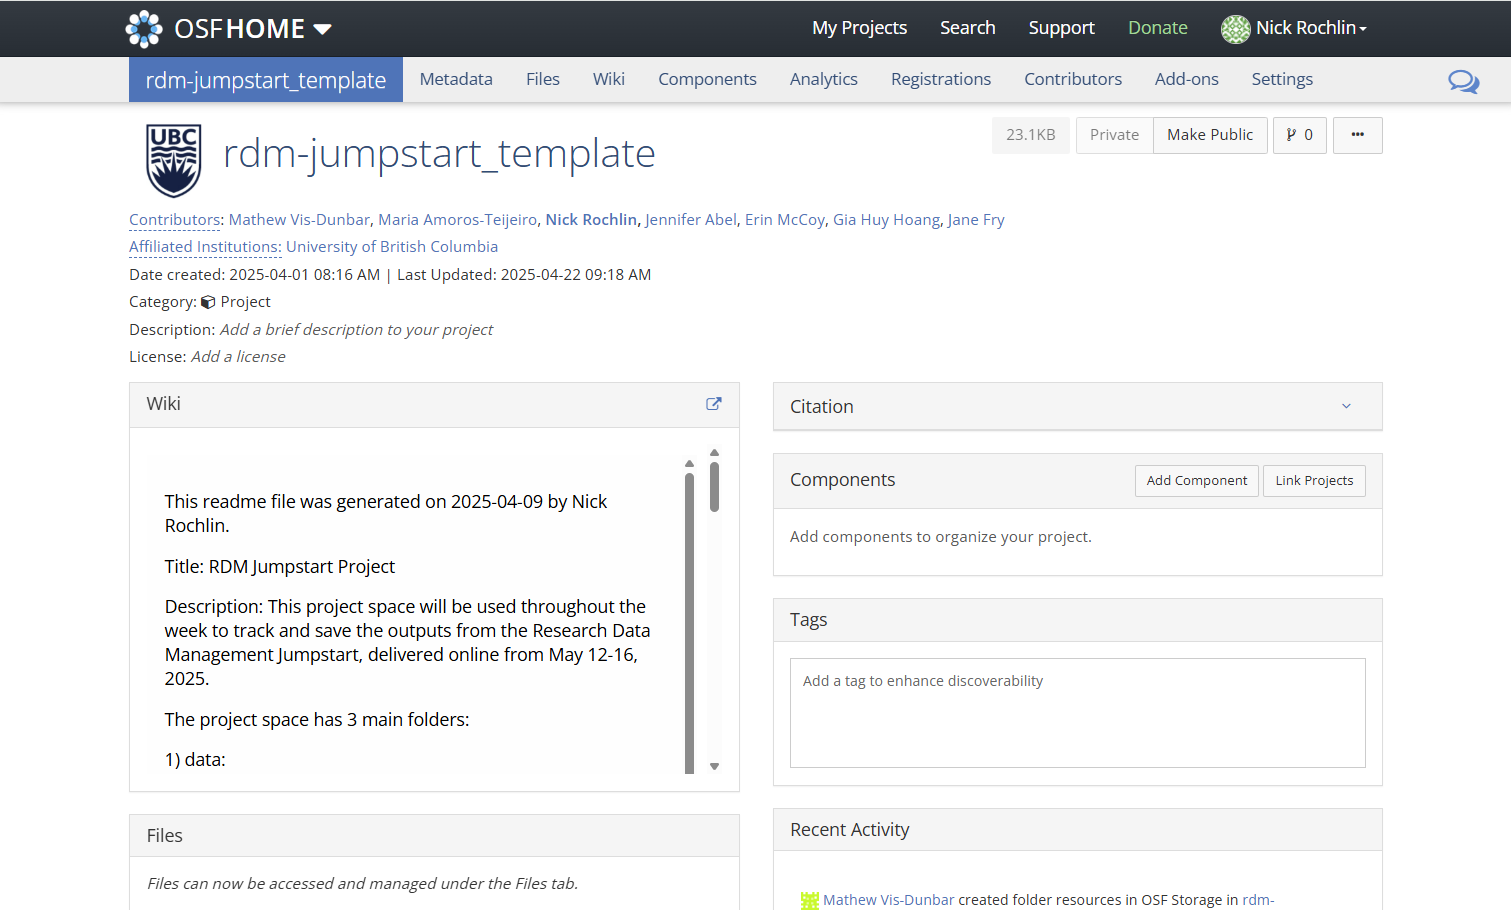 OSFHOME
My Projects Search Support Donate Nick Rochlin
rdm-jumpstart_template Metadata Files Wiki Components Analytics Registrations Contributors Add-ons Settings
UBC
rdm-jumpstart_template
23.1KB Private Make Public 0 ...
Contributors: Mathew Vis-Dunbar, Maria Amoros-Teijeiro, Nick Rochlin, Jennifer Abel, Erin McCoy, Gia Huy Hoang, Jane Fry
Affiliated Institutions: University of British Columbia
Date created: 2025-04-01 08:16 AM | Last Updated: 2025-04-22 09:18 AM
Category: Project
Description: Add a brief description to your project
License: Add a license
Wiki
This readme file was generated on 2025-04-09 by Nick
Rochlin.
Title: RDM Jumpstart Project
Description: This project space will be used throughout the
week to track and save the outputs from the Research Data
Management Jumpstart, delivered online from May 12-16,
2025.
The project space has 3 main folders:
1) data:
Files
Files can now be accessed and managed under the Files tab.
Citation
Components Add Component Link Projects
Add components to organize your project.
Tags
Add a tag to enhance discoverability
Recent Activity
Mathew Vis-Dunbar created folder resources in OSF Storage in rdm-